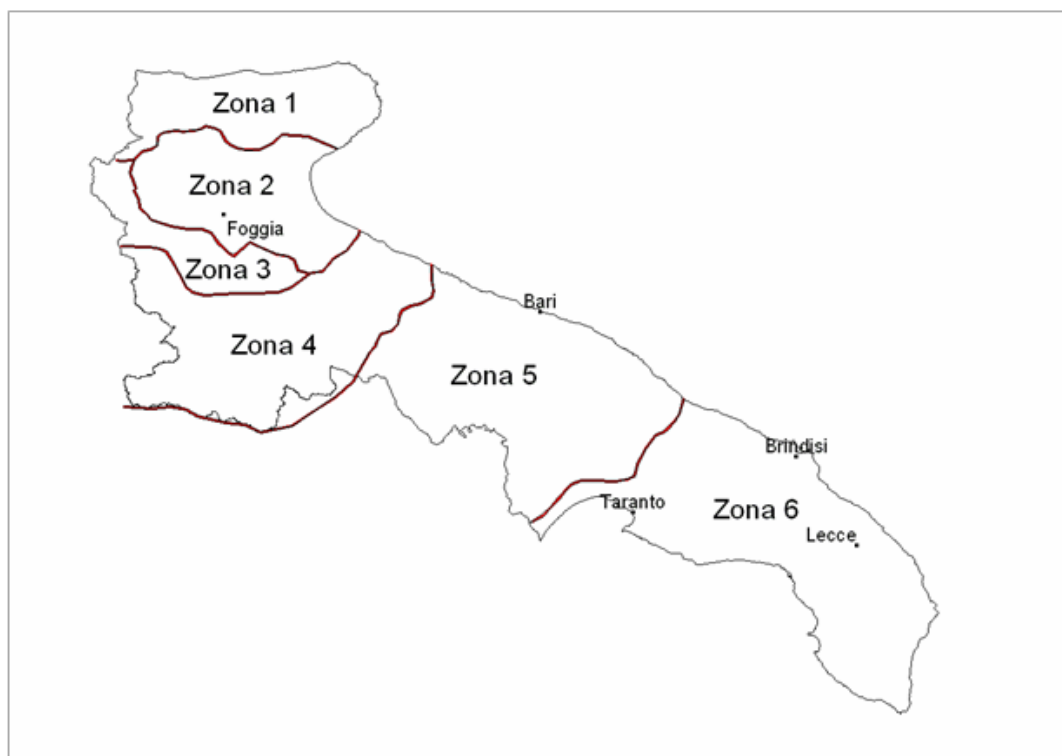 Zona 1
Zona 2
Foggia
Zona 3
Bari
Zona 4
Zona 5
Brindisi
Taranto
Zona 6
Lecce